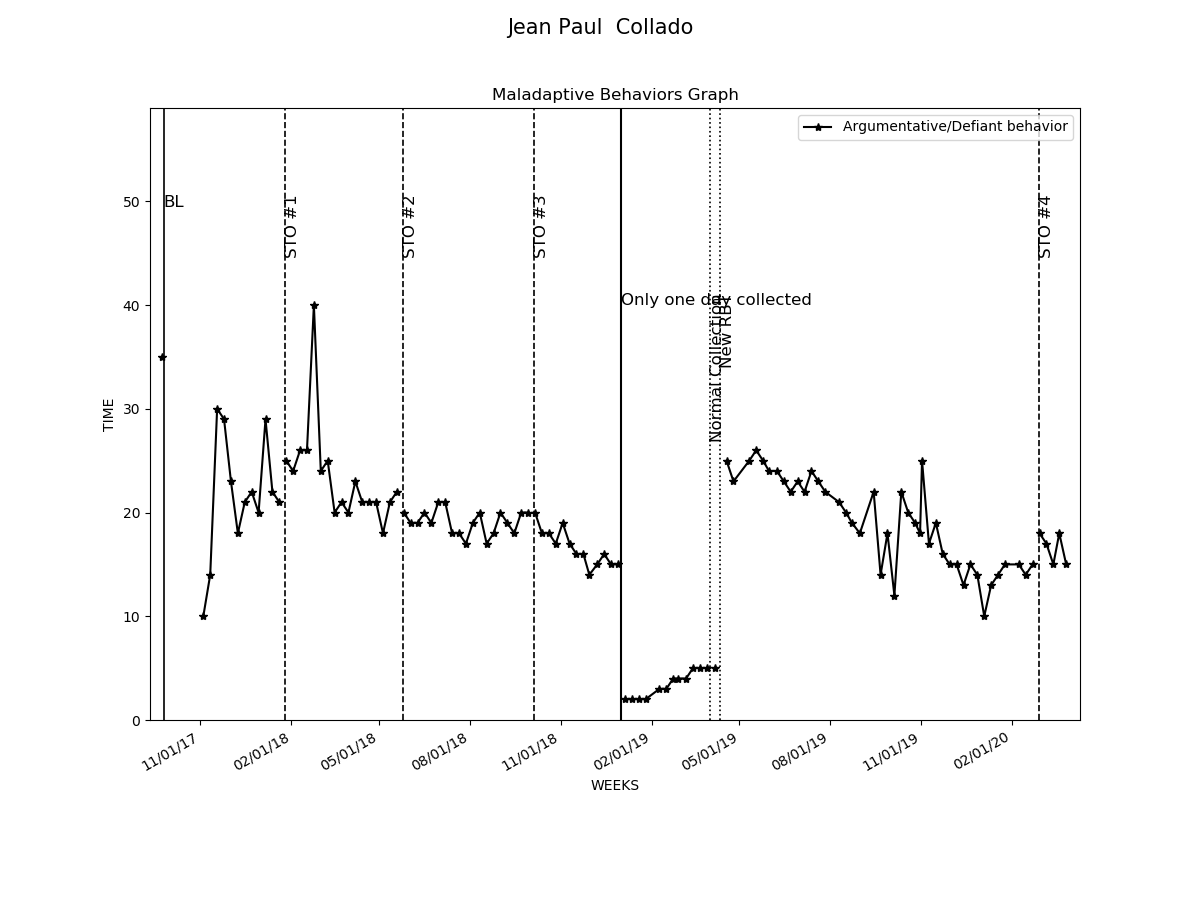 Jean Paul  Collado
Maladaptive Behaviors Graph
Argumentative/Defiant behavior
BL
STO #1
STO #2
STO #3
STO #4
Only one day collected
Normal Collection
New RBT
TIME
50
40
30
20
10
0
11/01/17
02/01/18
05/01/18
08/01/18
11/01/18
02/01/19
05/01/19
08/01/19
11/01/19
02/01/20
WEEKS